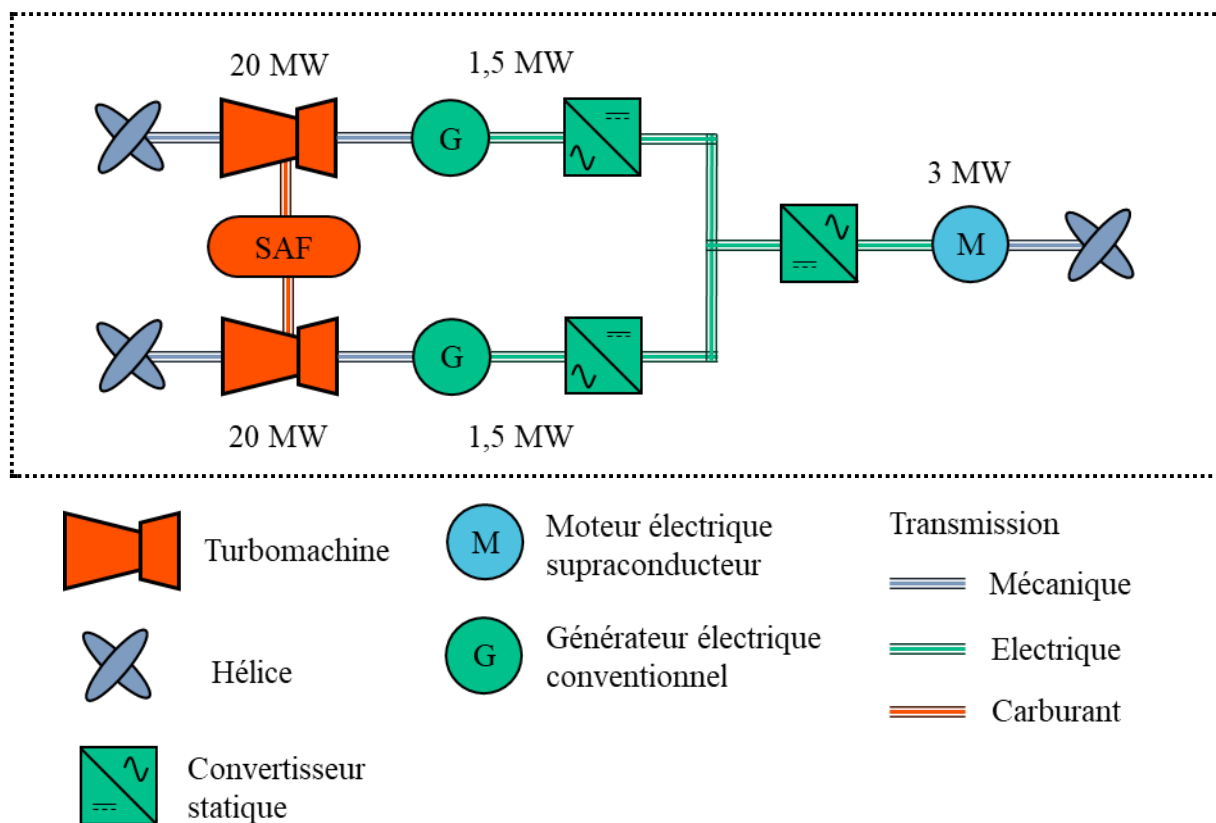 20 MW
1,5 MW
G
3 MW
SAF
M
G
20 MW
1,5 MW
Turbomachine
M
Moteur électrique
supraconducteur
Transmission
Mécanique
Hélice
G
Générateur électrique
conventionnel
Electrique
Carburant
Convertisseur
statique